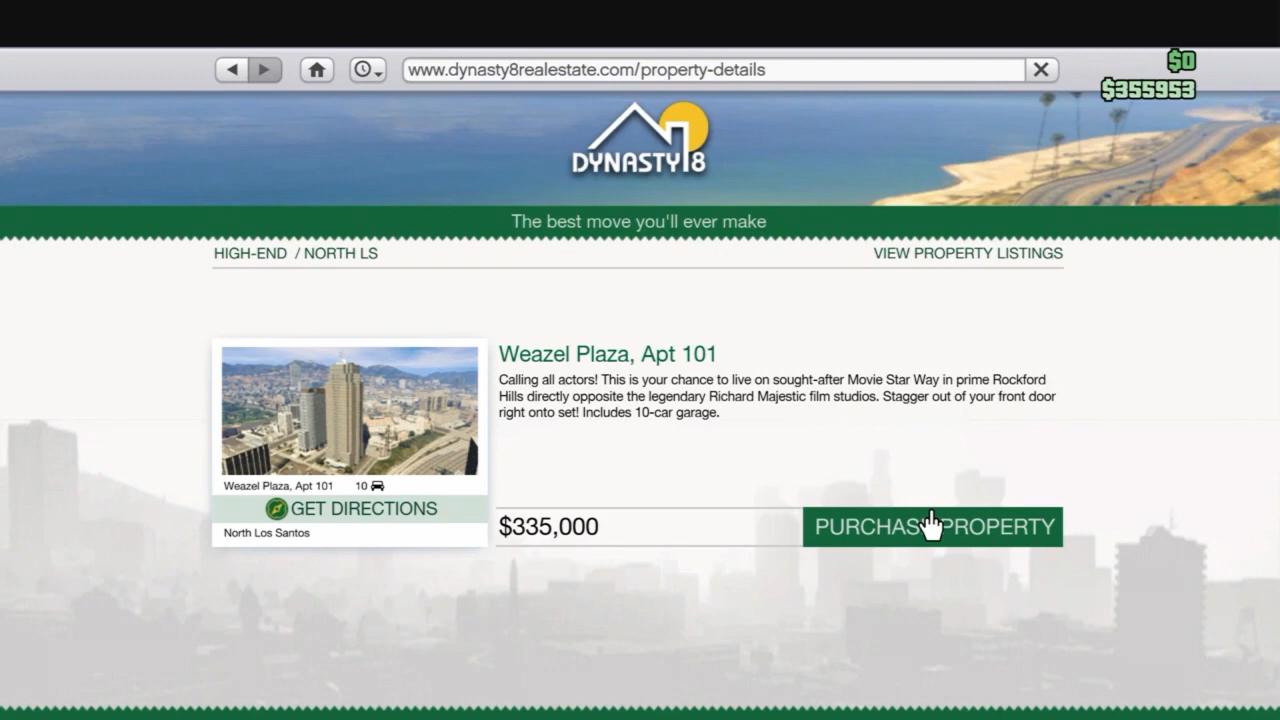 www.dynasty8realestate.com/property-details
$0
$355953
DYNASTY 8
The best move you'll ever make
HIGH-END / NORTH LS
VIEW PROPERTY LISTINGS
Weazel Plaza, Apt 101
Calling all actors! This is your chance to live on sought-after Movie Star Way in prime Rockford
Hills directly opposite the legendary Richard Majestic film studios. Stagger out of your front door
right onto set! Includes 10-car garage.
Weazel Plaza, Apt 101 10
GET DIRECTIONS
North Los Santos
$335,000
PURCHASE PROPERTY